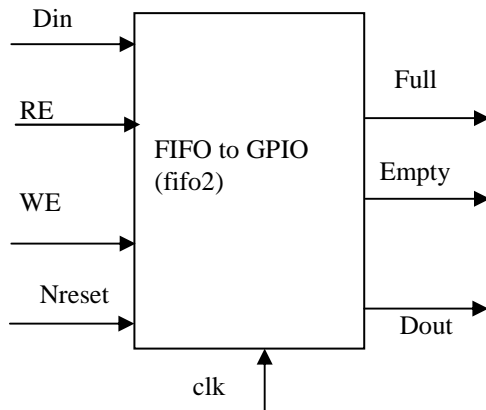 Din
RE
WE
Nreset
FIFO to GPIO
(fifo2)
Full
Empty
Dout
clk